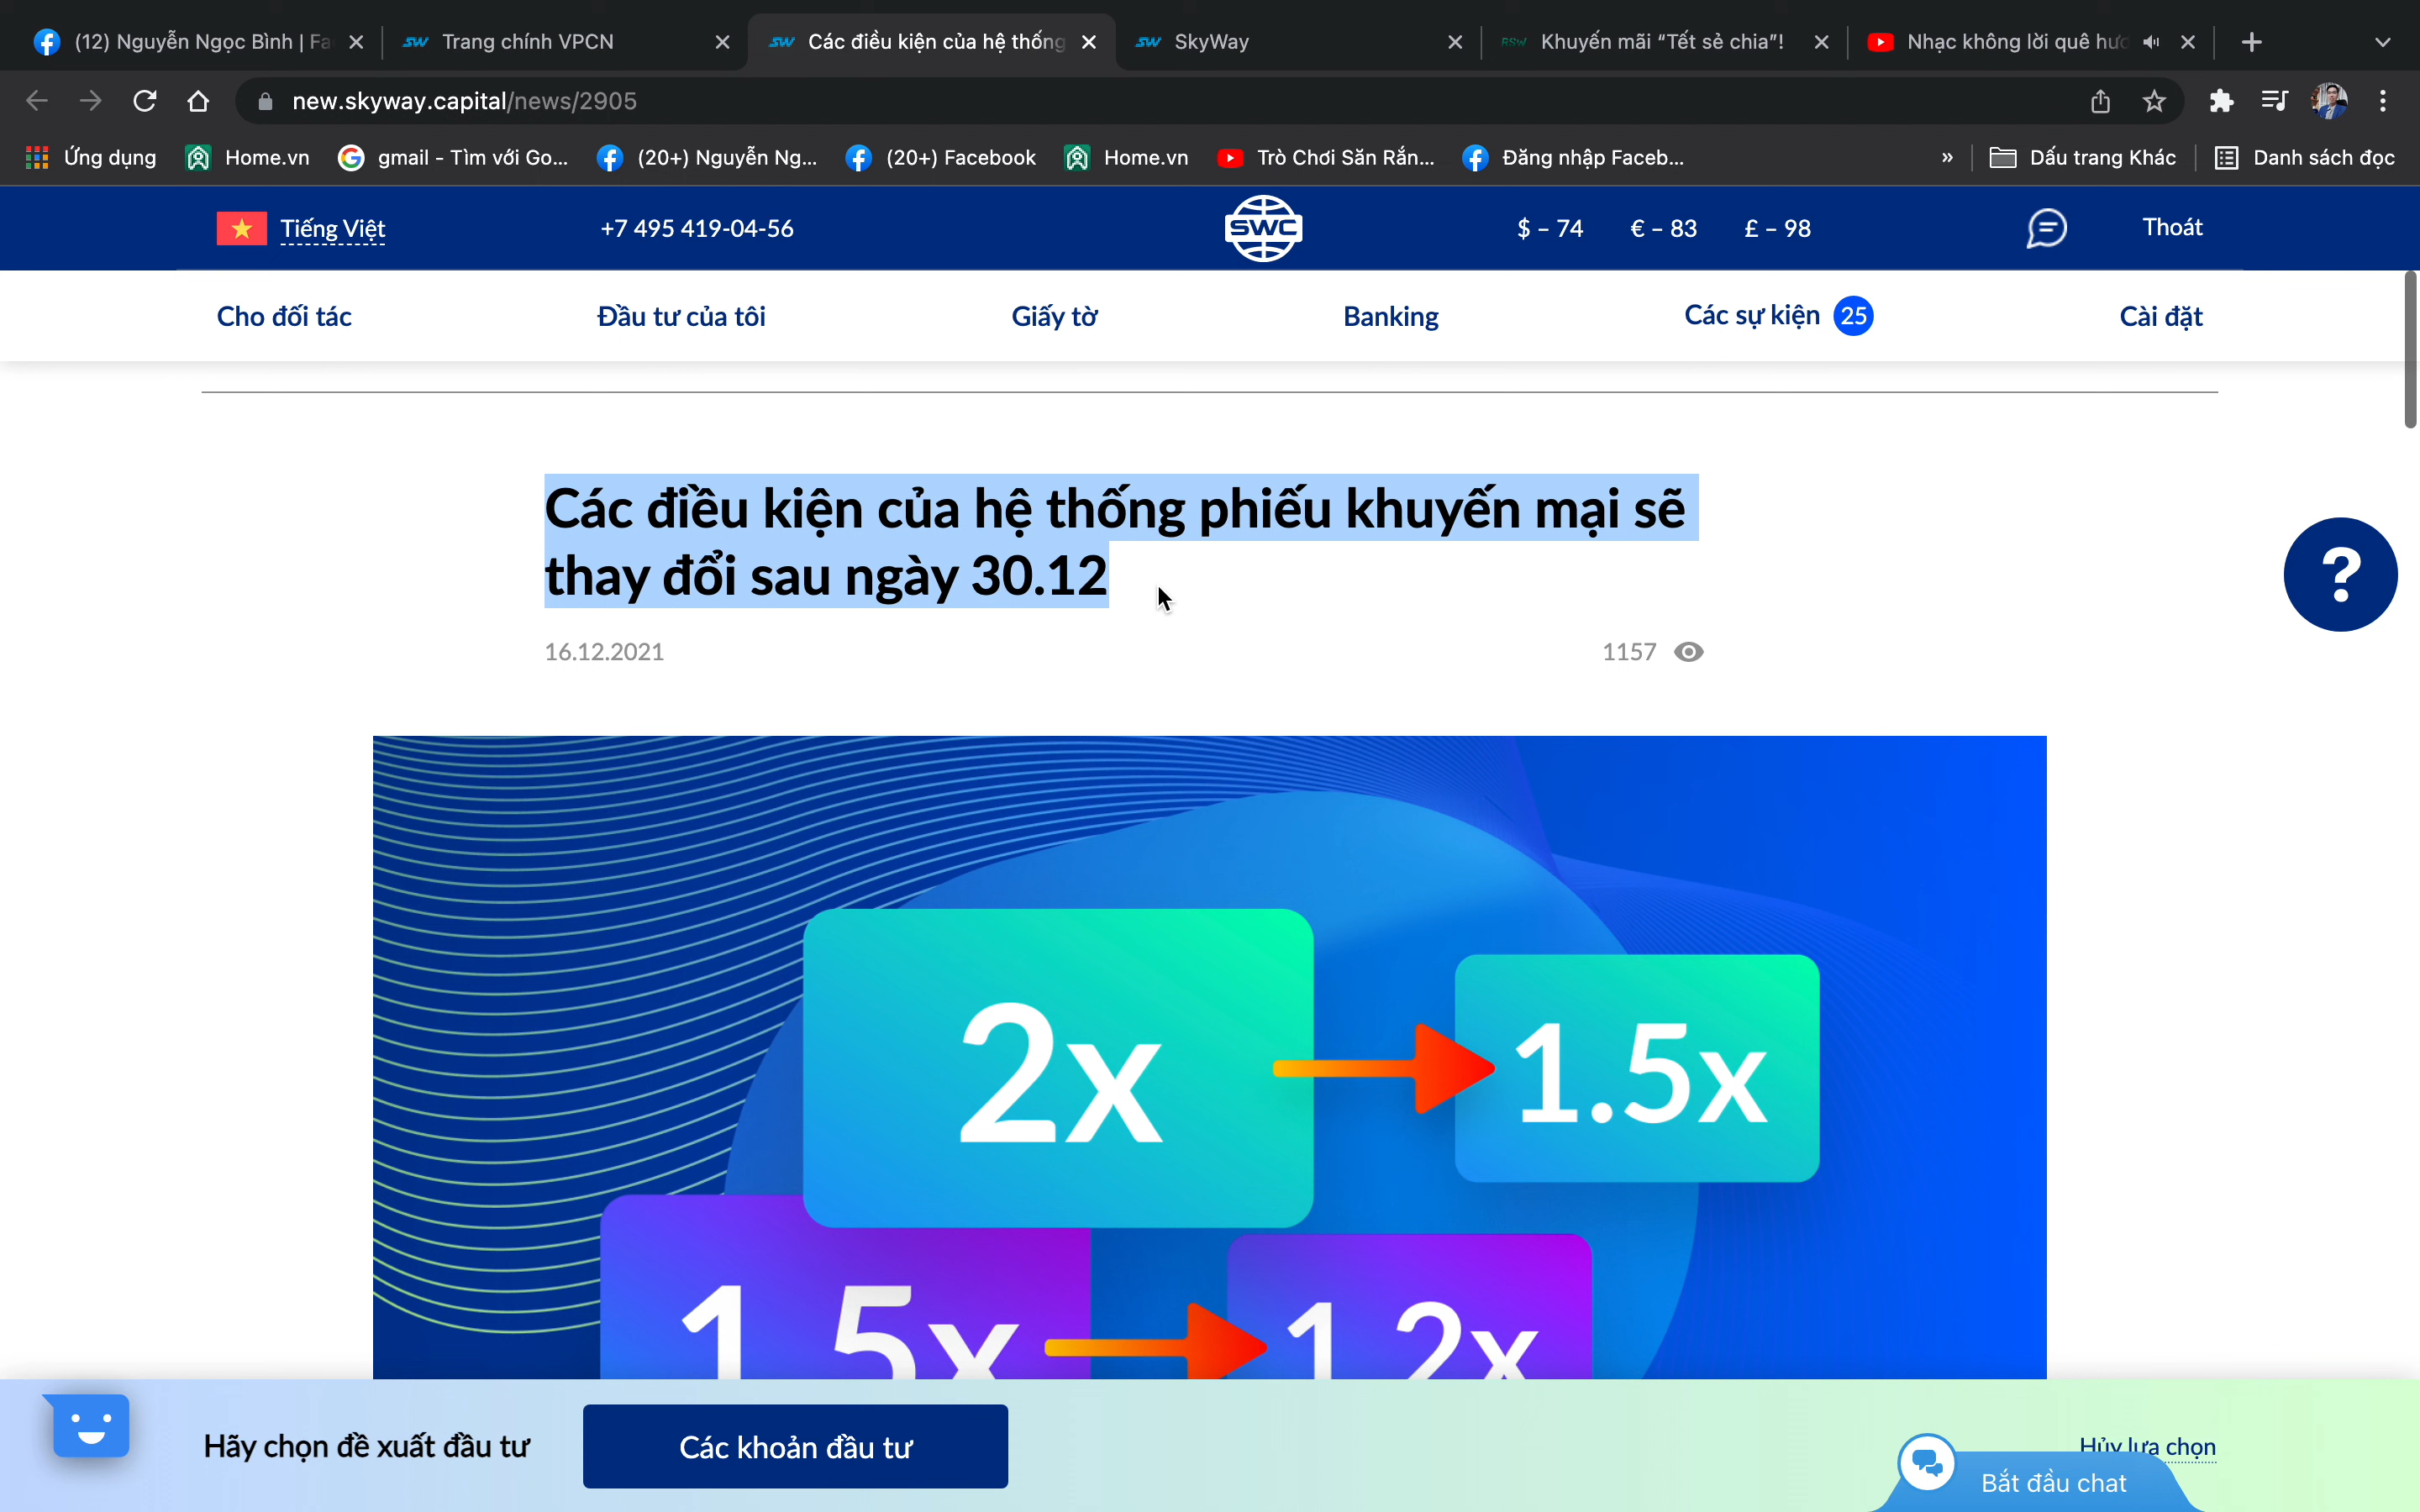 (12) Nguyễn Ngọc Bình | Fa
Trang chính VPCN
Các điều kiện của hệ thống
SkyWay
Khuyến mãi “Tết sẻ chia”!
Nhạc không lời quê hươ
new.skyway.capital/news/2905
Ứng dụng
Home.vn
gmail - Tìm với Go...
(20+) Nguyễn Ng...
(20+) Facebook
Home.vn
Trò Chơi Săn Rắn...
Đăng nhập Faceb...
»
Dấu trang Khác
Danh sách đọc
Tiếng Việt
+7 495 419-04-56
SWC
$ – 74
€ – 83
£ – 98
Thoát
Cho đối tác
Đầu tư của tôi
Giấy tờ
Banking
Các sự kiện 25
Cài đặt
Các điều kiện của hệ thống phiếu khuyến mại sẽ
thay đổi sau ngày 30.12
16.12.2021
1157
?
2x
1.5x
1.5x
1.2x
Hãy chọn đề xuất đầu tư
Các khoản đầu tư
Hủy lựa chọn
Bắt đầu chat